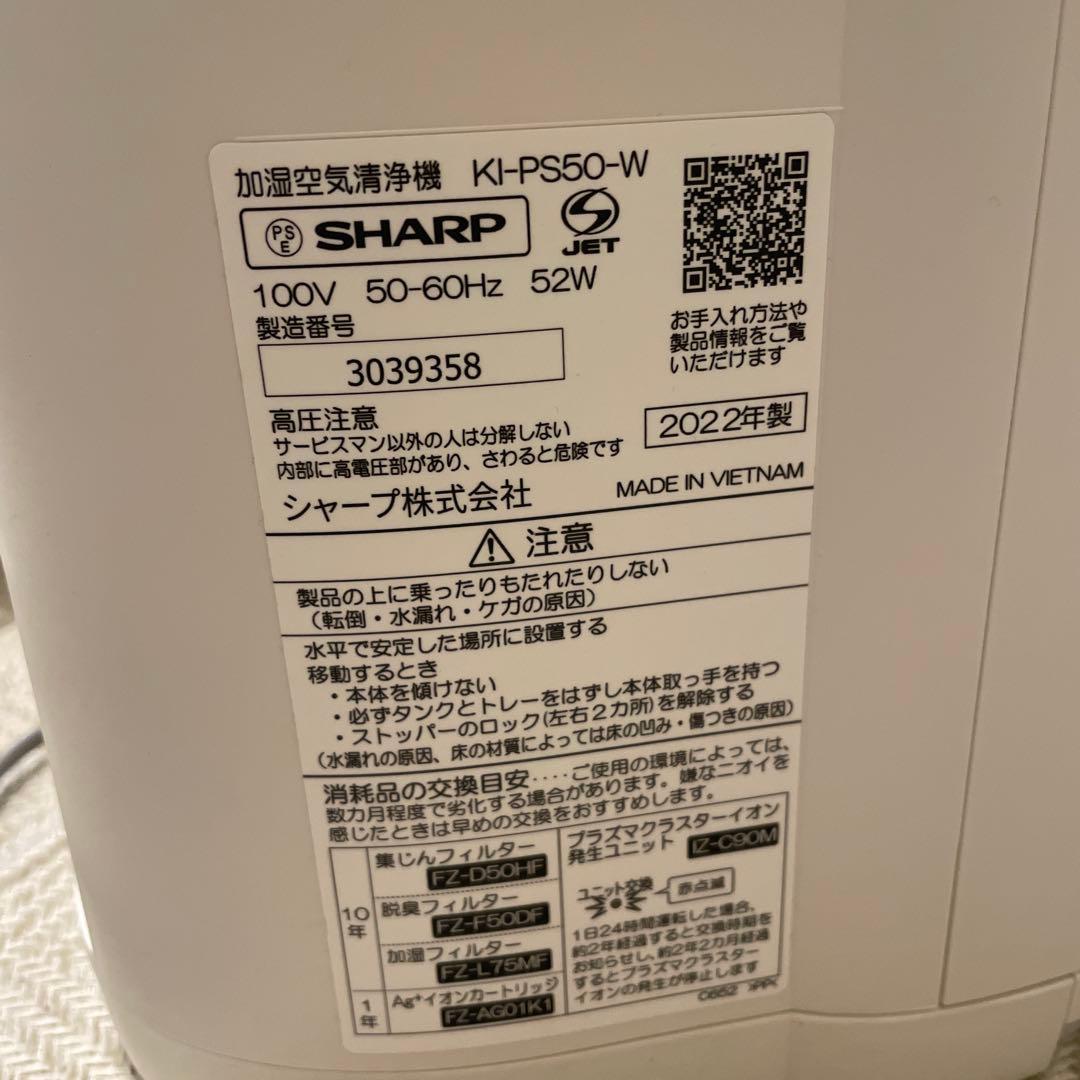 加湿空気清浄機 KI-PS50-W
PSE SHARP JET
100V 50-60Hz 52W
製造番号
3039358
お手入れ方法や
製品情報をご覧
いただけます
高圧注意
サービスマン以外の人は分解しない
内部に高電圧部があり、さわると危険です
2022年製
シャープ株式会社
MADE IN VIETNAM
注意
製品の上に乗ったりもたれたりしない
(転倒・水漏れ・ケガの原因)
水平で安定した場所に設置する
移動するとき
・本体を傾けない
・必ずタンクとトレーをはずし本体取っ手を持つ
・ストッパーのロック(左右2カ所)を解除する
(水漏れの原因、床の材質によっては床の凹み・傷つきの原因)
消耗品の交換目安‥‥ご使用の環境によっては、
数カ月程度で劣化する場合があります。嫌なニオイを
感じたときは早めの交換をおすすめします。
10年
集じんフィルター
FZ-D50HF
脱臭フィルター
FZ-F50DF
加湿フィルター
FZ-L75MF
1年
Ag+イオンカートリッジ
FZ-AG01K1
プラズマクラスターイオン
発生ユニット IZ-C90M
ユニット交換 赤点滅
1日24時間運転した場合、
約2年経過すると交換時期を
お知らせし、約2年2カ月経過
するとプラズマクラスター
イオンの発生が停止します
C662 >PP<